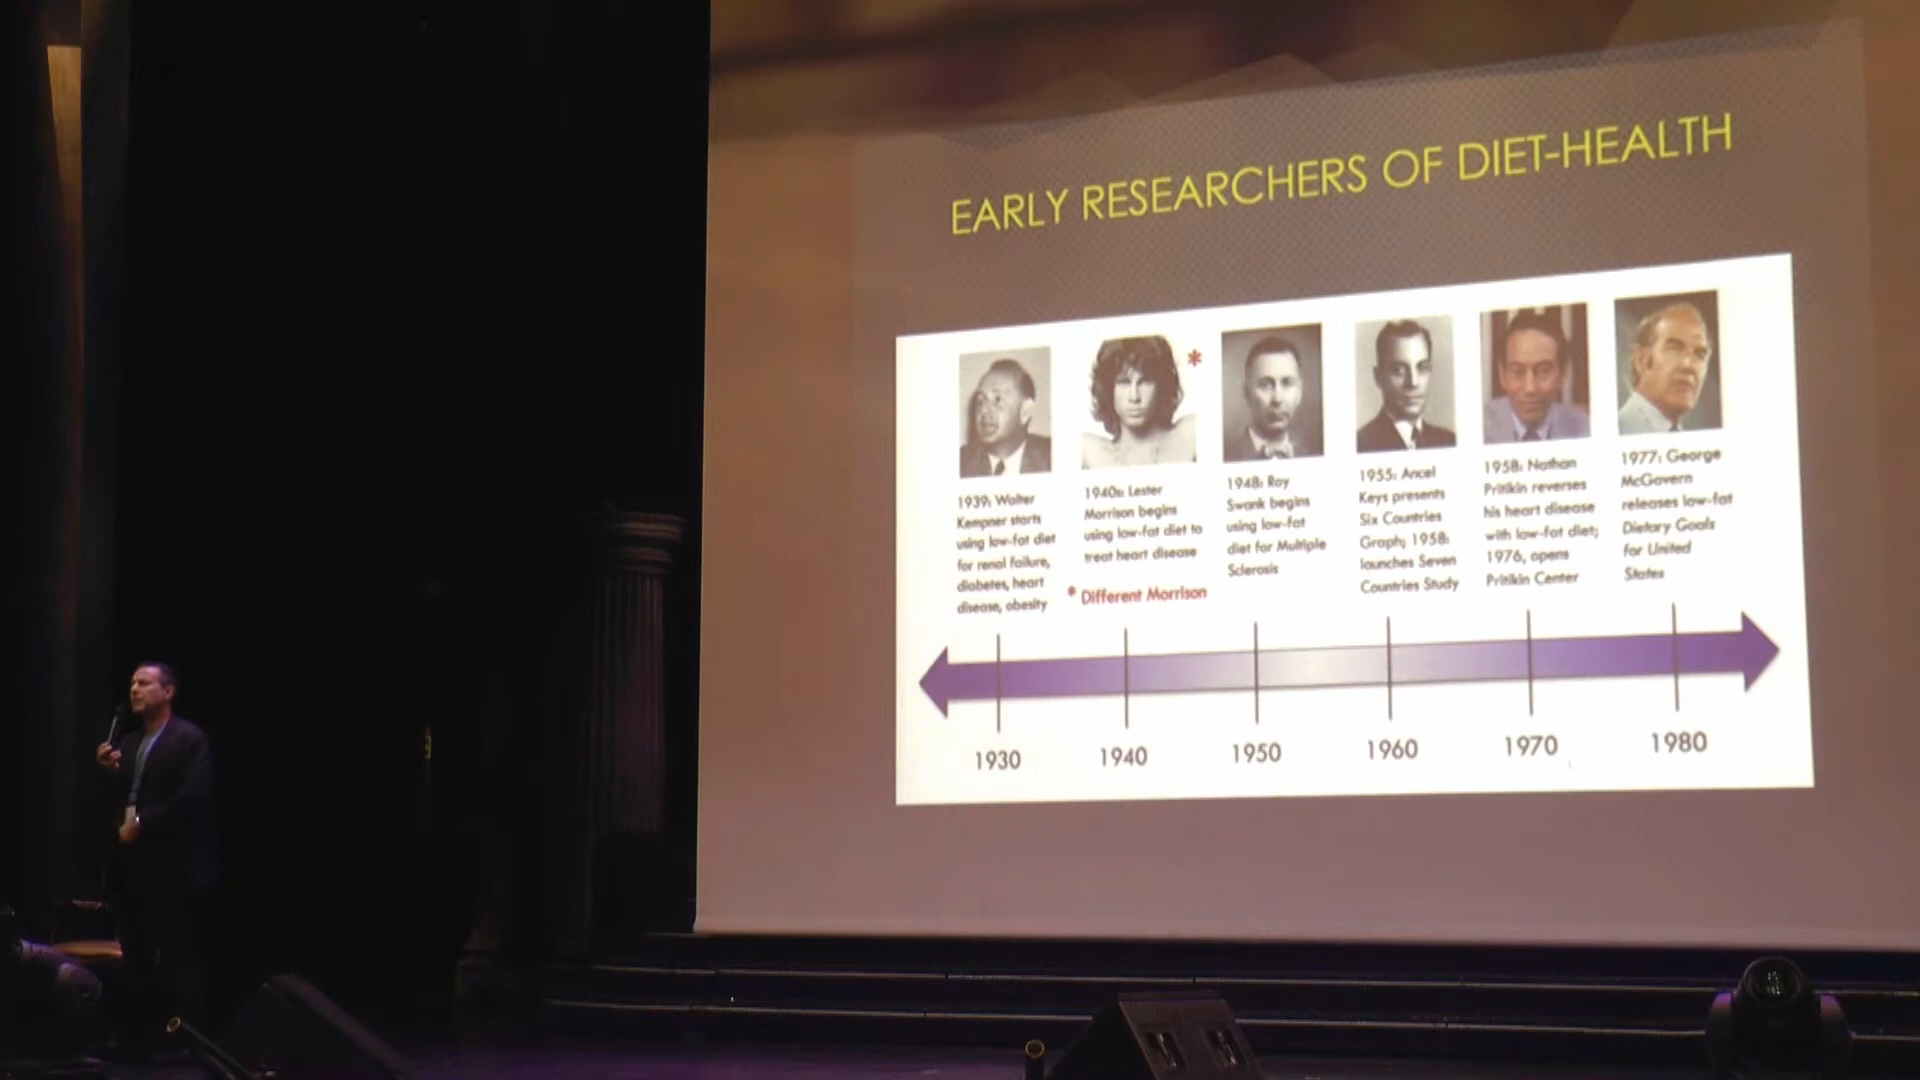 EARLY RESEARCHERS OF DIET-HEALTH
*
1939: Walter
Kempner starts
using low-fat diet
for renal failure,
diabetes, heart
disease, obesity
1940s: Lester
Morrison begins
using low-fat diet to
treat heart disease
* Different Morrison
1948: Roy
Swank begins
using low-fat
diet for Multiple
Sclerosis
1955: Ancel
Keys presents
Six Countries
Graph; 1958:
launches Seven
Countries Study
1958: Nathan
Pritikin reverses
his heart disease
with low-fat diet;
1976, opens
Pritikin Center
1977: George
McGovern
releases low-fat
Dietary Goals
for United
States
1930 1940 1950 1960 1970 1980